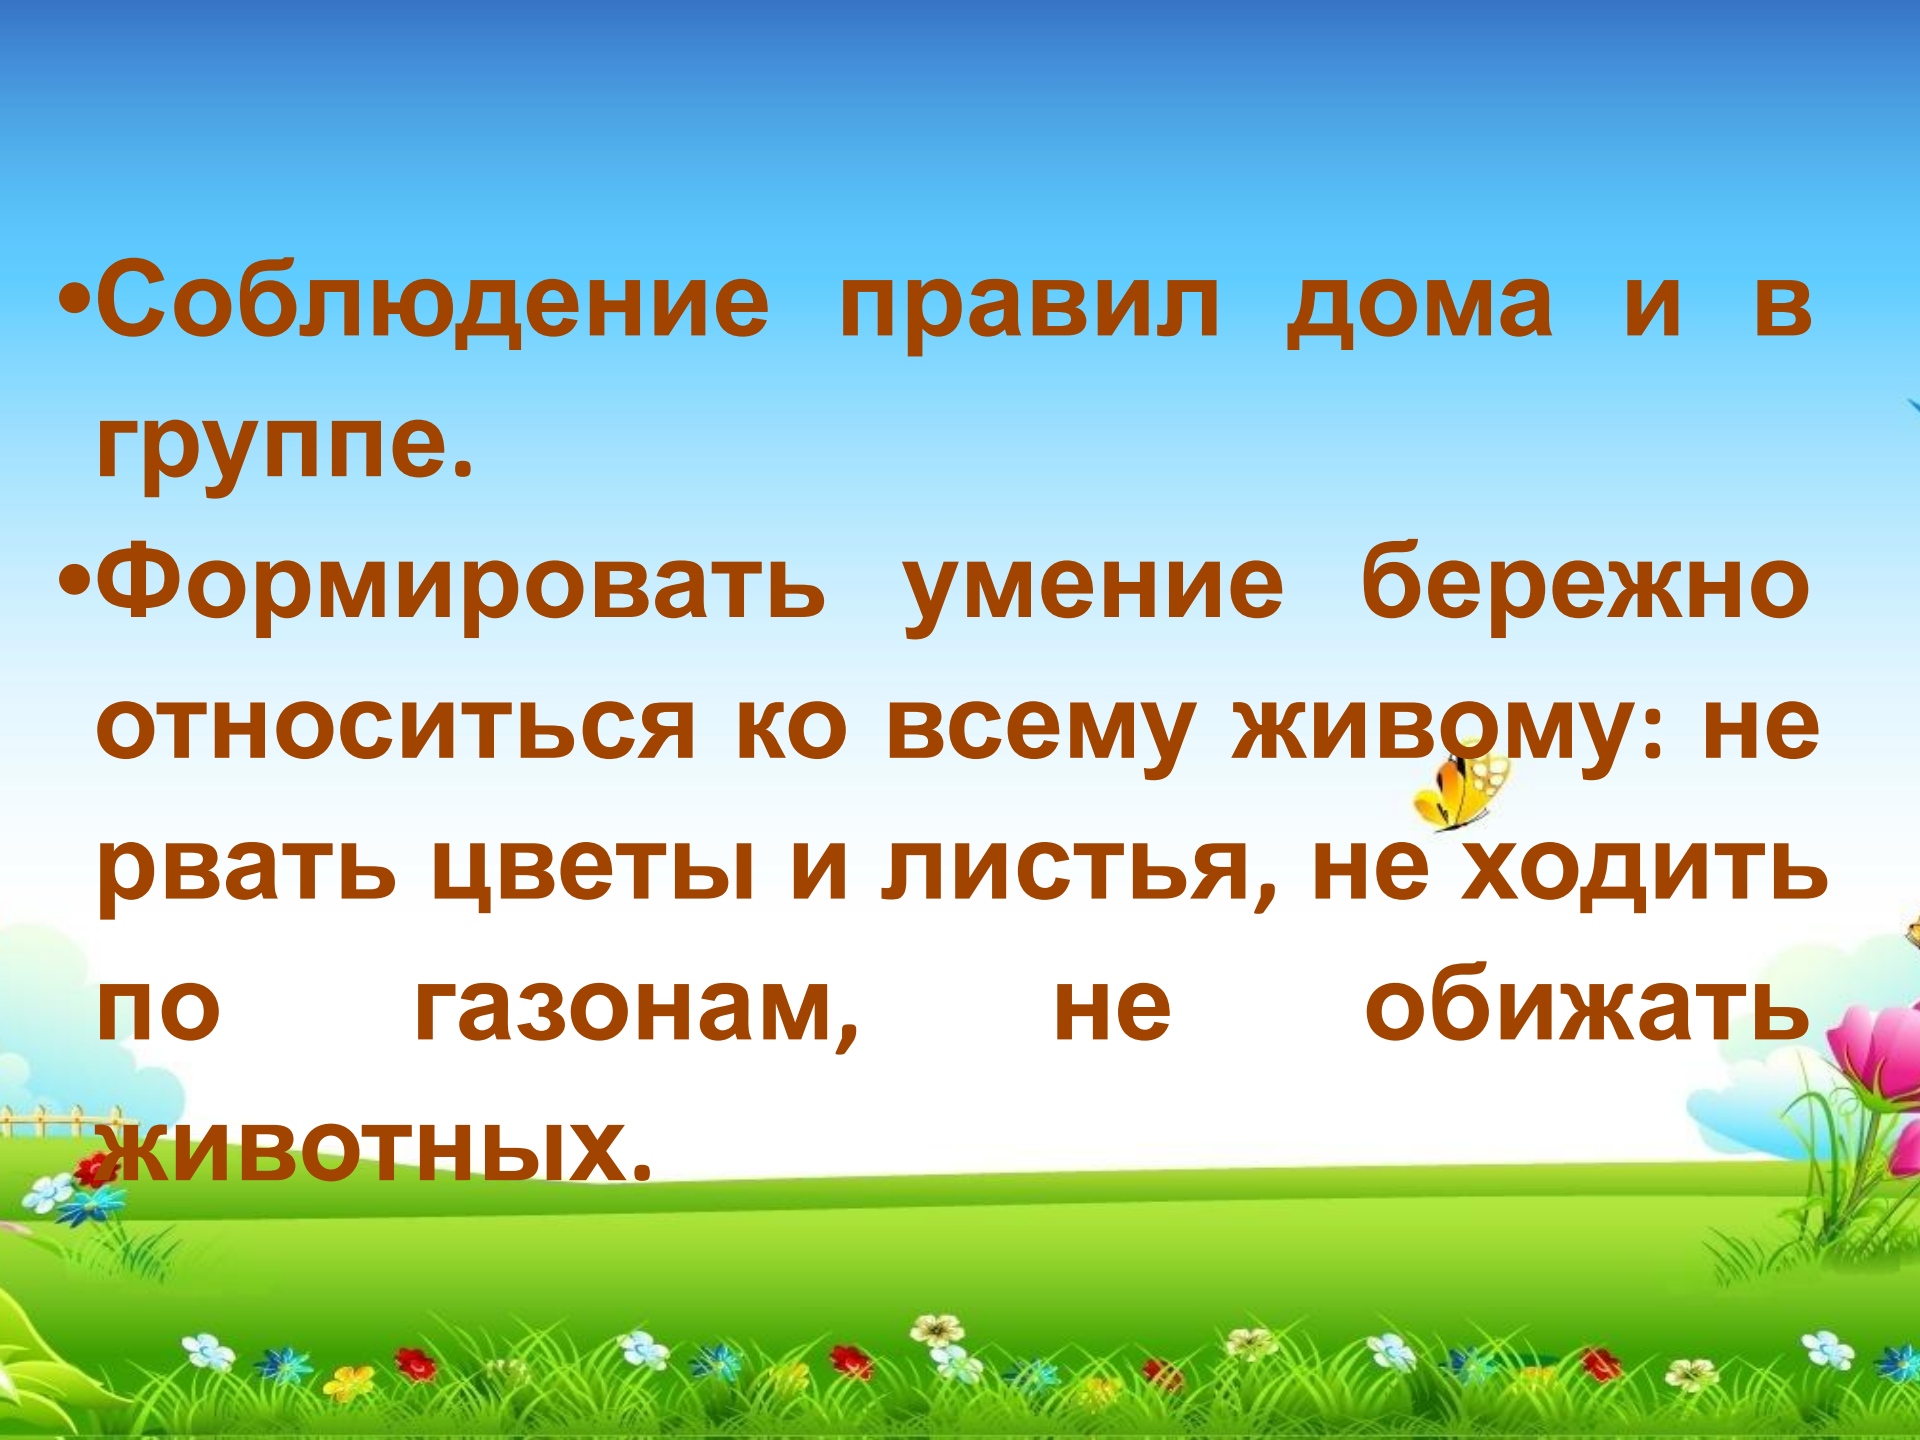 •Соблюдение правил дома и в
группе.
•Формировать умение бережно
относиться ко всему живому: не
рвать цветы и листья, не ходить
по газонам, не обижать
животных.